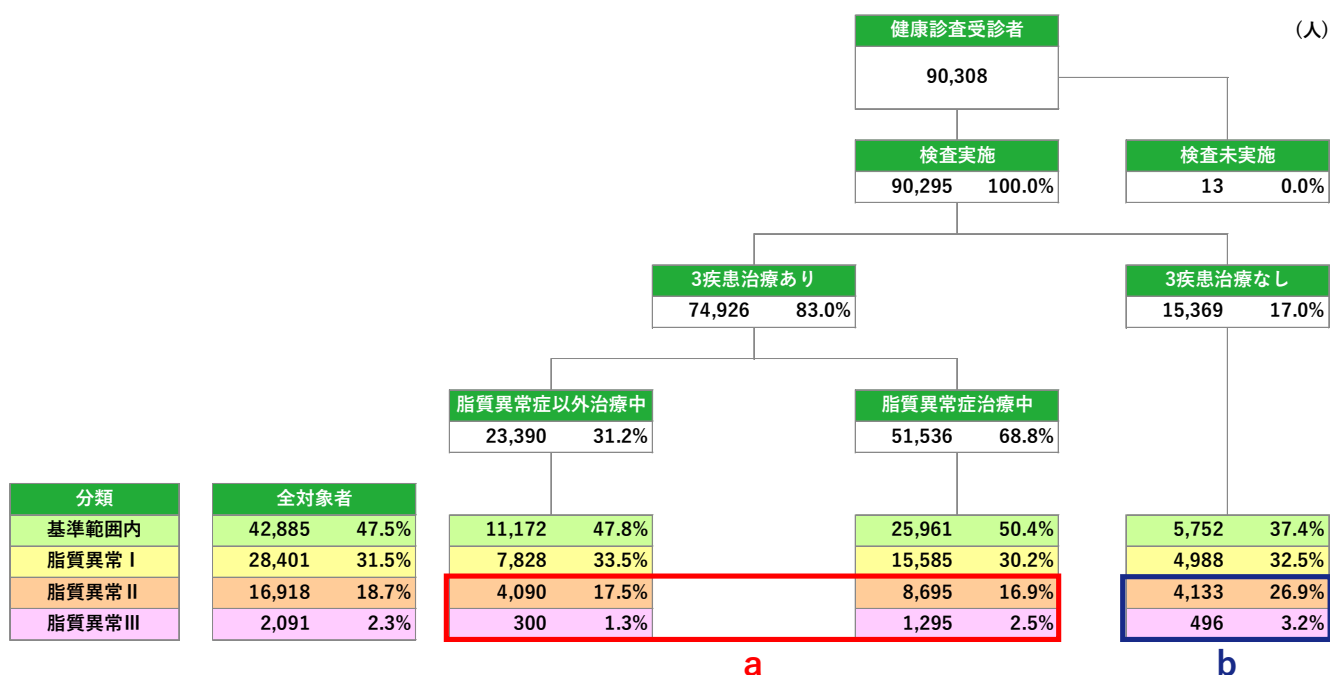 健康診査受診者
(人)
90,308
検査実施
検査未実施
90,295 100.0%
13 0.0%
3疾患治療あり
3疾患治療なし
74,926 83.0%
15,369 17.0%
脂質異常症以外治療中
脂質異常症治療中
23,390 31.2%
51,536 68.8%
分類 全対象者
基準範囲内 42,885 47.5% 11,172 47.8% 25,961 50.4% 5,752 37.4%
脂質異常Ⅰ 28,401 31.5% 7,828 33.5% 15,585 30.2% 4,988 32.5%
脂質異常Ⅱ 16,918 18.7% 4,090 17.5% 8,695 16.9% 4,133 26.9%
脂質異常Ⅲ 2,091 2.3% 300 1.3% 1,295 2.5% 496 3.2%
a b